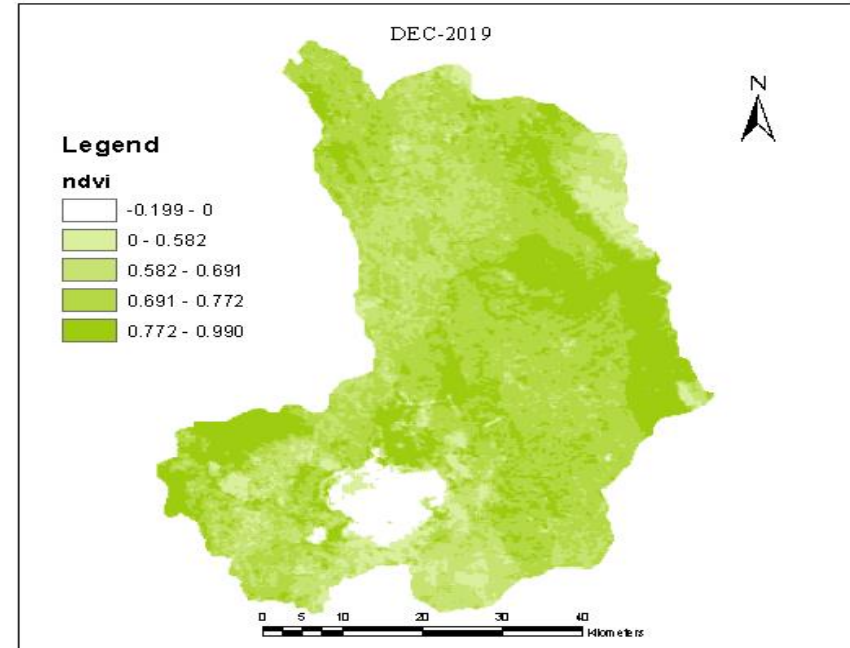 DEC-2019
N
Legend
ndvi
-0.199 - 0
0 - 0.582
0.582 - 0.691
0.691 - 0.772
0.772 - 0.990
0 5 10 20 30 40
Kilometers